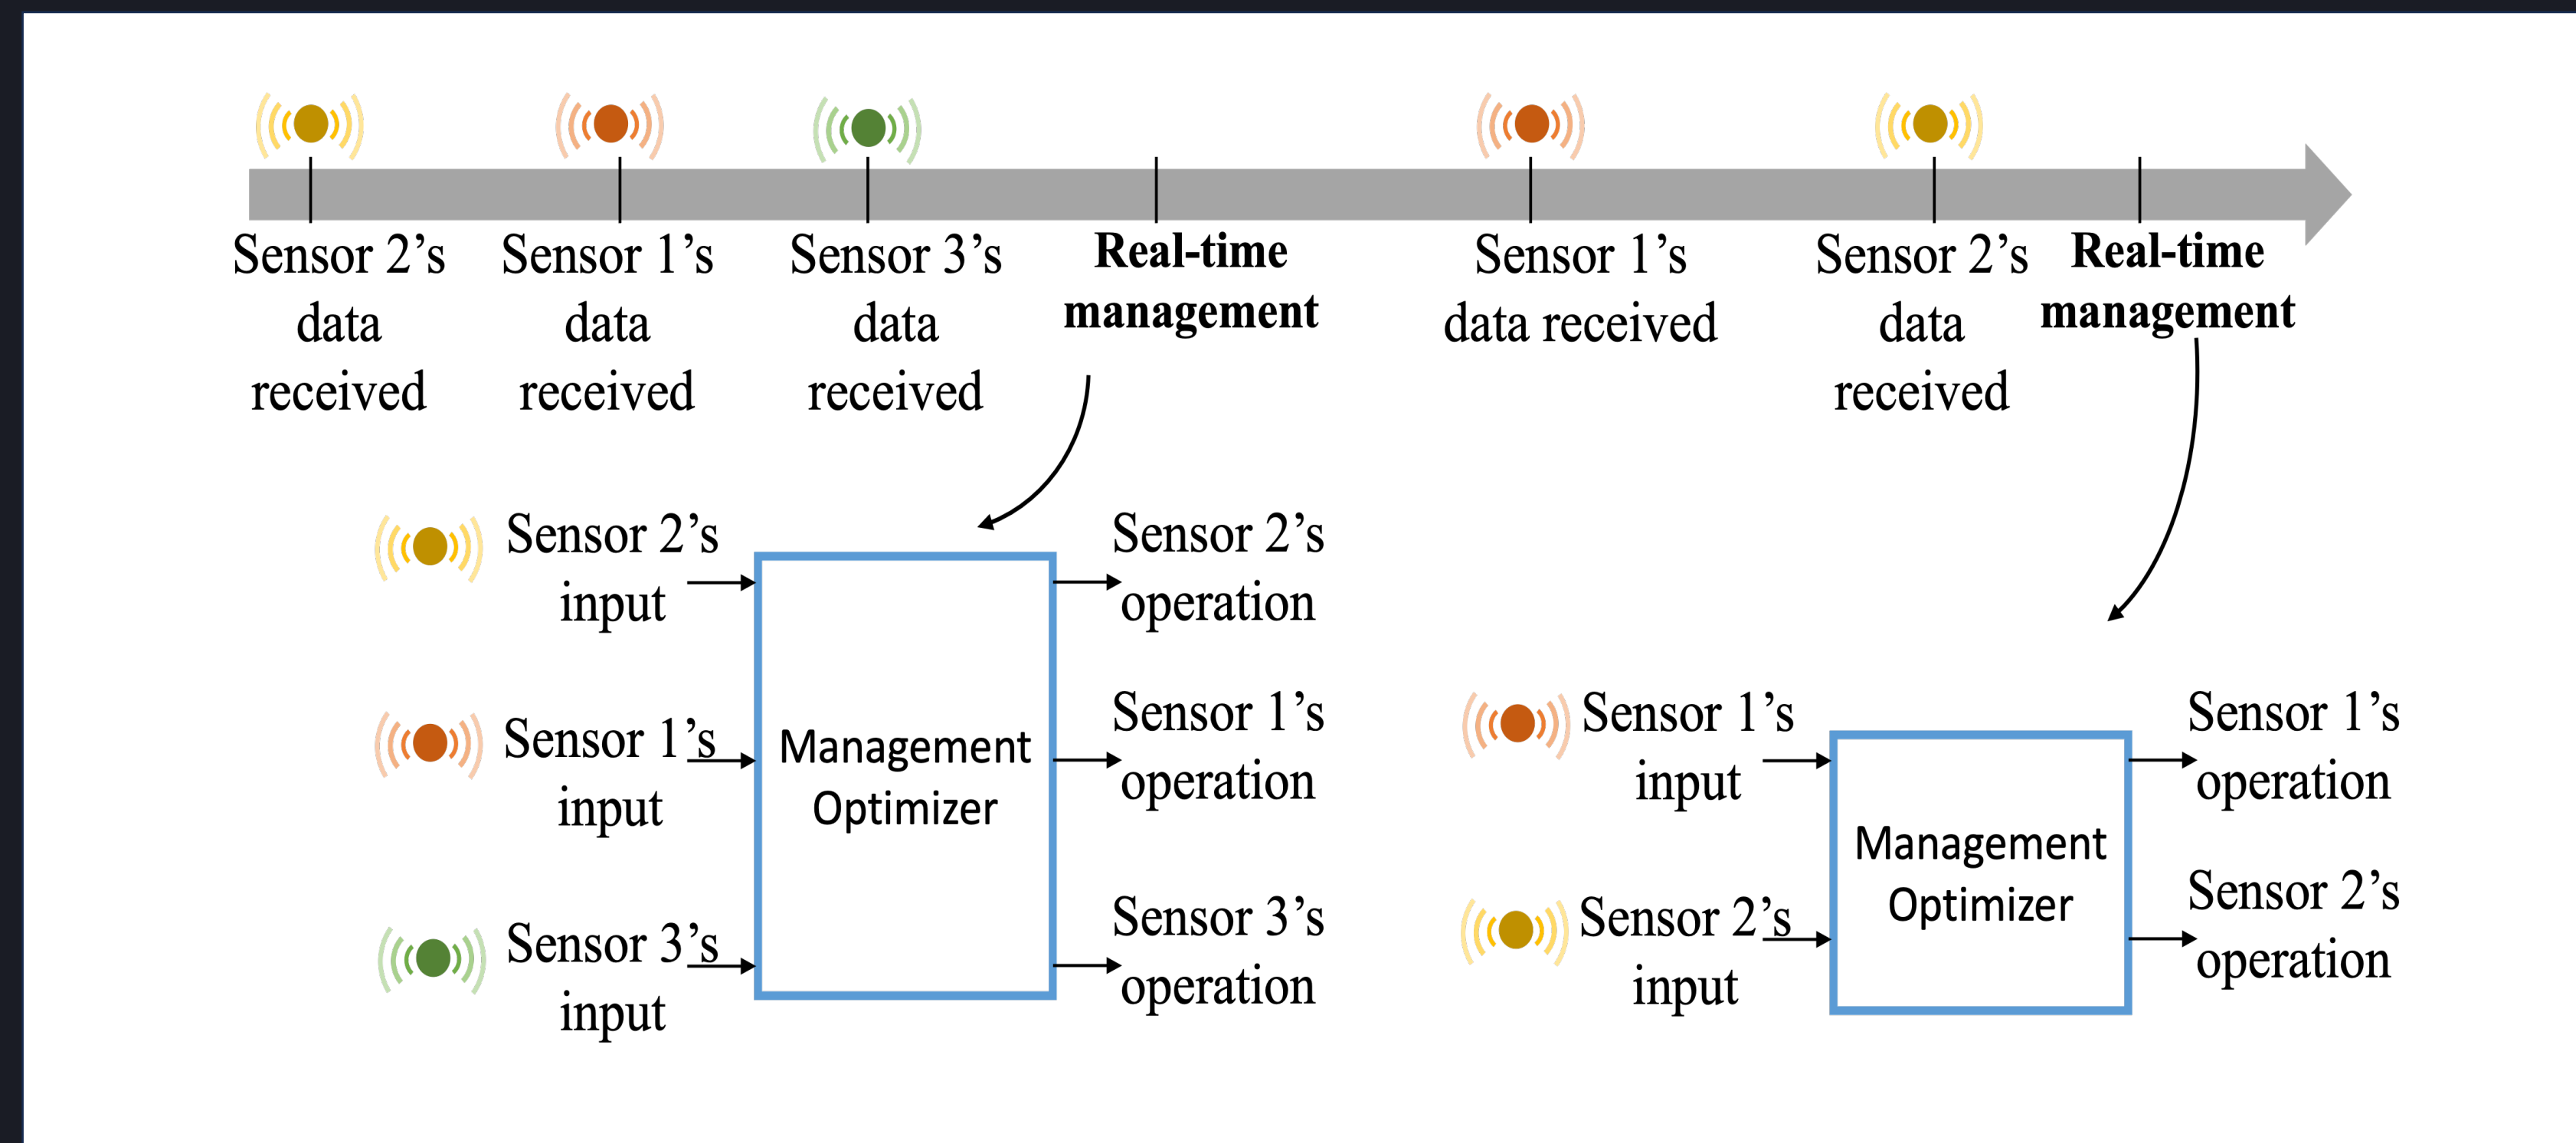 Sensor 2’s
data
received
Sensor 1’s
data
received
Sensor 3’s
data
received
Real-time
management
Sensor 1’s
data received
Sensor 2’s
data
received
Real-time
management
Sensor 2’s
input
Sensor 1’s
input
Sensor 3’s
input
Management
Optimizer
Sensor 2’s
operation
Sensor 1’s
operation
Sensor 3’s
operation
Sensor 1’s
input
Sensor 2’s
input
Management
Optimizer
Sensor 1’s
operation
Sensor 2’s
operation